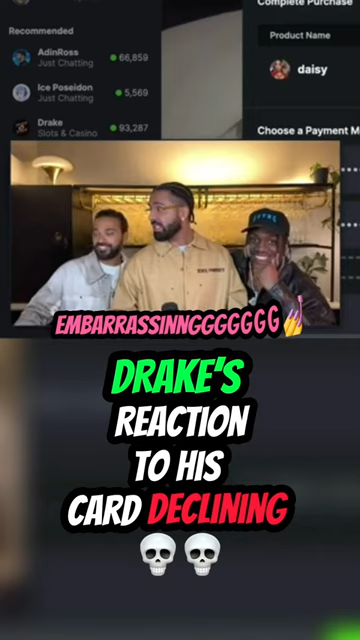 Complete Purchase
Recommended
Product Name
AdinRoss
Just Chatting
66,859
daisy
Ice Poseidon
Just Chatting
5,569
Drake
Slots & Casino
93,287
Choose a Payment M
EMBARRASSINNGGGGGGG💅
DRAKE'S
REACTION
TO HIS
CARD DECLINING
💀💀